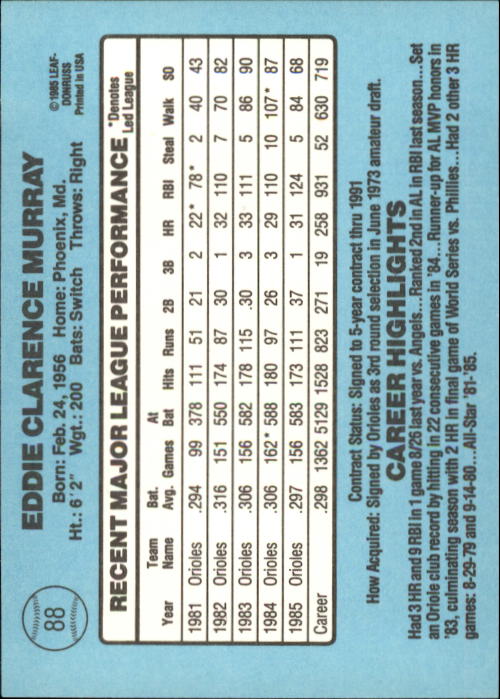 88
EDDIE CLARENCE MURRAY
© 1985 LEAF-
DONRUSS
Printed in USA
Born: Feb. 24, 1956 Home: Phoenix, Md.
Ht.: 6'2" Wgt.: 200 Bats: Switch Throws: Right
RECENT MAJOR LEAGUE PERFORMANCE *Denotes Led League
Year Team Name Bat. Avg. Games At Bat Hits Runs 2B 3B HR RBI Steal Walk SO
1981 Orioles .294 99 378 111 51 21 2 22* 78* 2 40 43
1982 Orioles .316 151 550 174 87 30 1 32 110 7 70 82
1983 Orioles .306 156 582 178 115 .30 3 33 111 5 86 90
1984 Orioles .306 162* 588 180 97 26 3 29 110 10 107* 87
1985 Orioles .297 156 583 173 111 37 1 31 124 5 84 68
Career .298 1362 5129 1528 823 271 19 258 931 52 630 719
Contract Status: Signed to 5-year contract thru 1991
How Acquired: Signed by Orioles as 3rd round selection in June 1973 amateur draft.
CAREER HIGHLIGHTS
Had 3 HR and 9 RBI in 1 game 8/26 last year vs. Angels.... Ranked 2nd in AL in RBI last season... Set
an Oriole club record by hitting in 22 consecutive games in '84... Runner-up for AL MVP honors in
'83, culminating season with 2 HR in final game of World Series vs. Phillies.... Had 2 other 3 HR
games: 8-29-79 and 9-14-80....All-Star '81-'85.